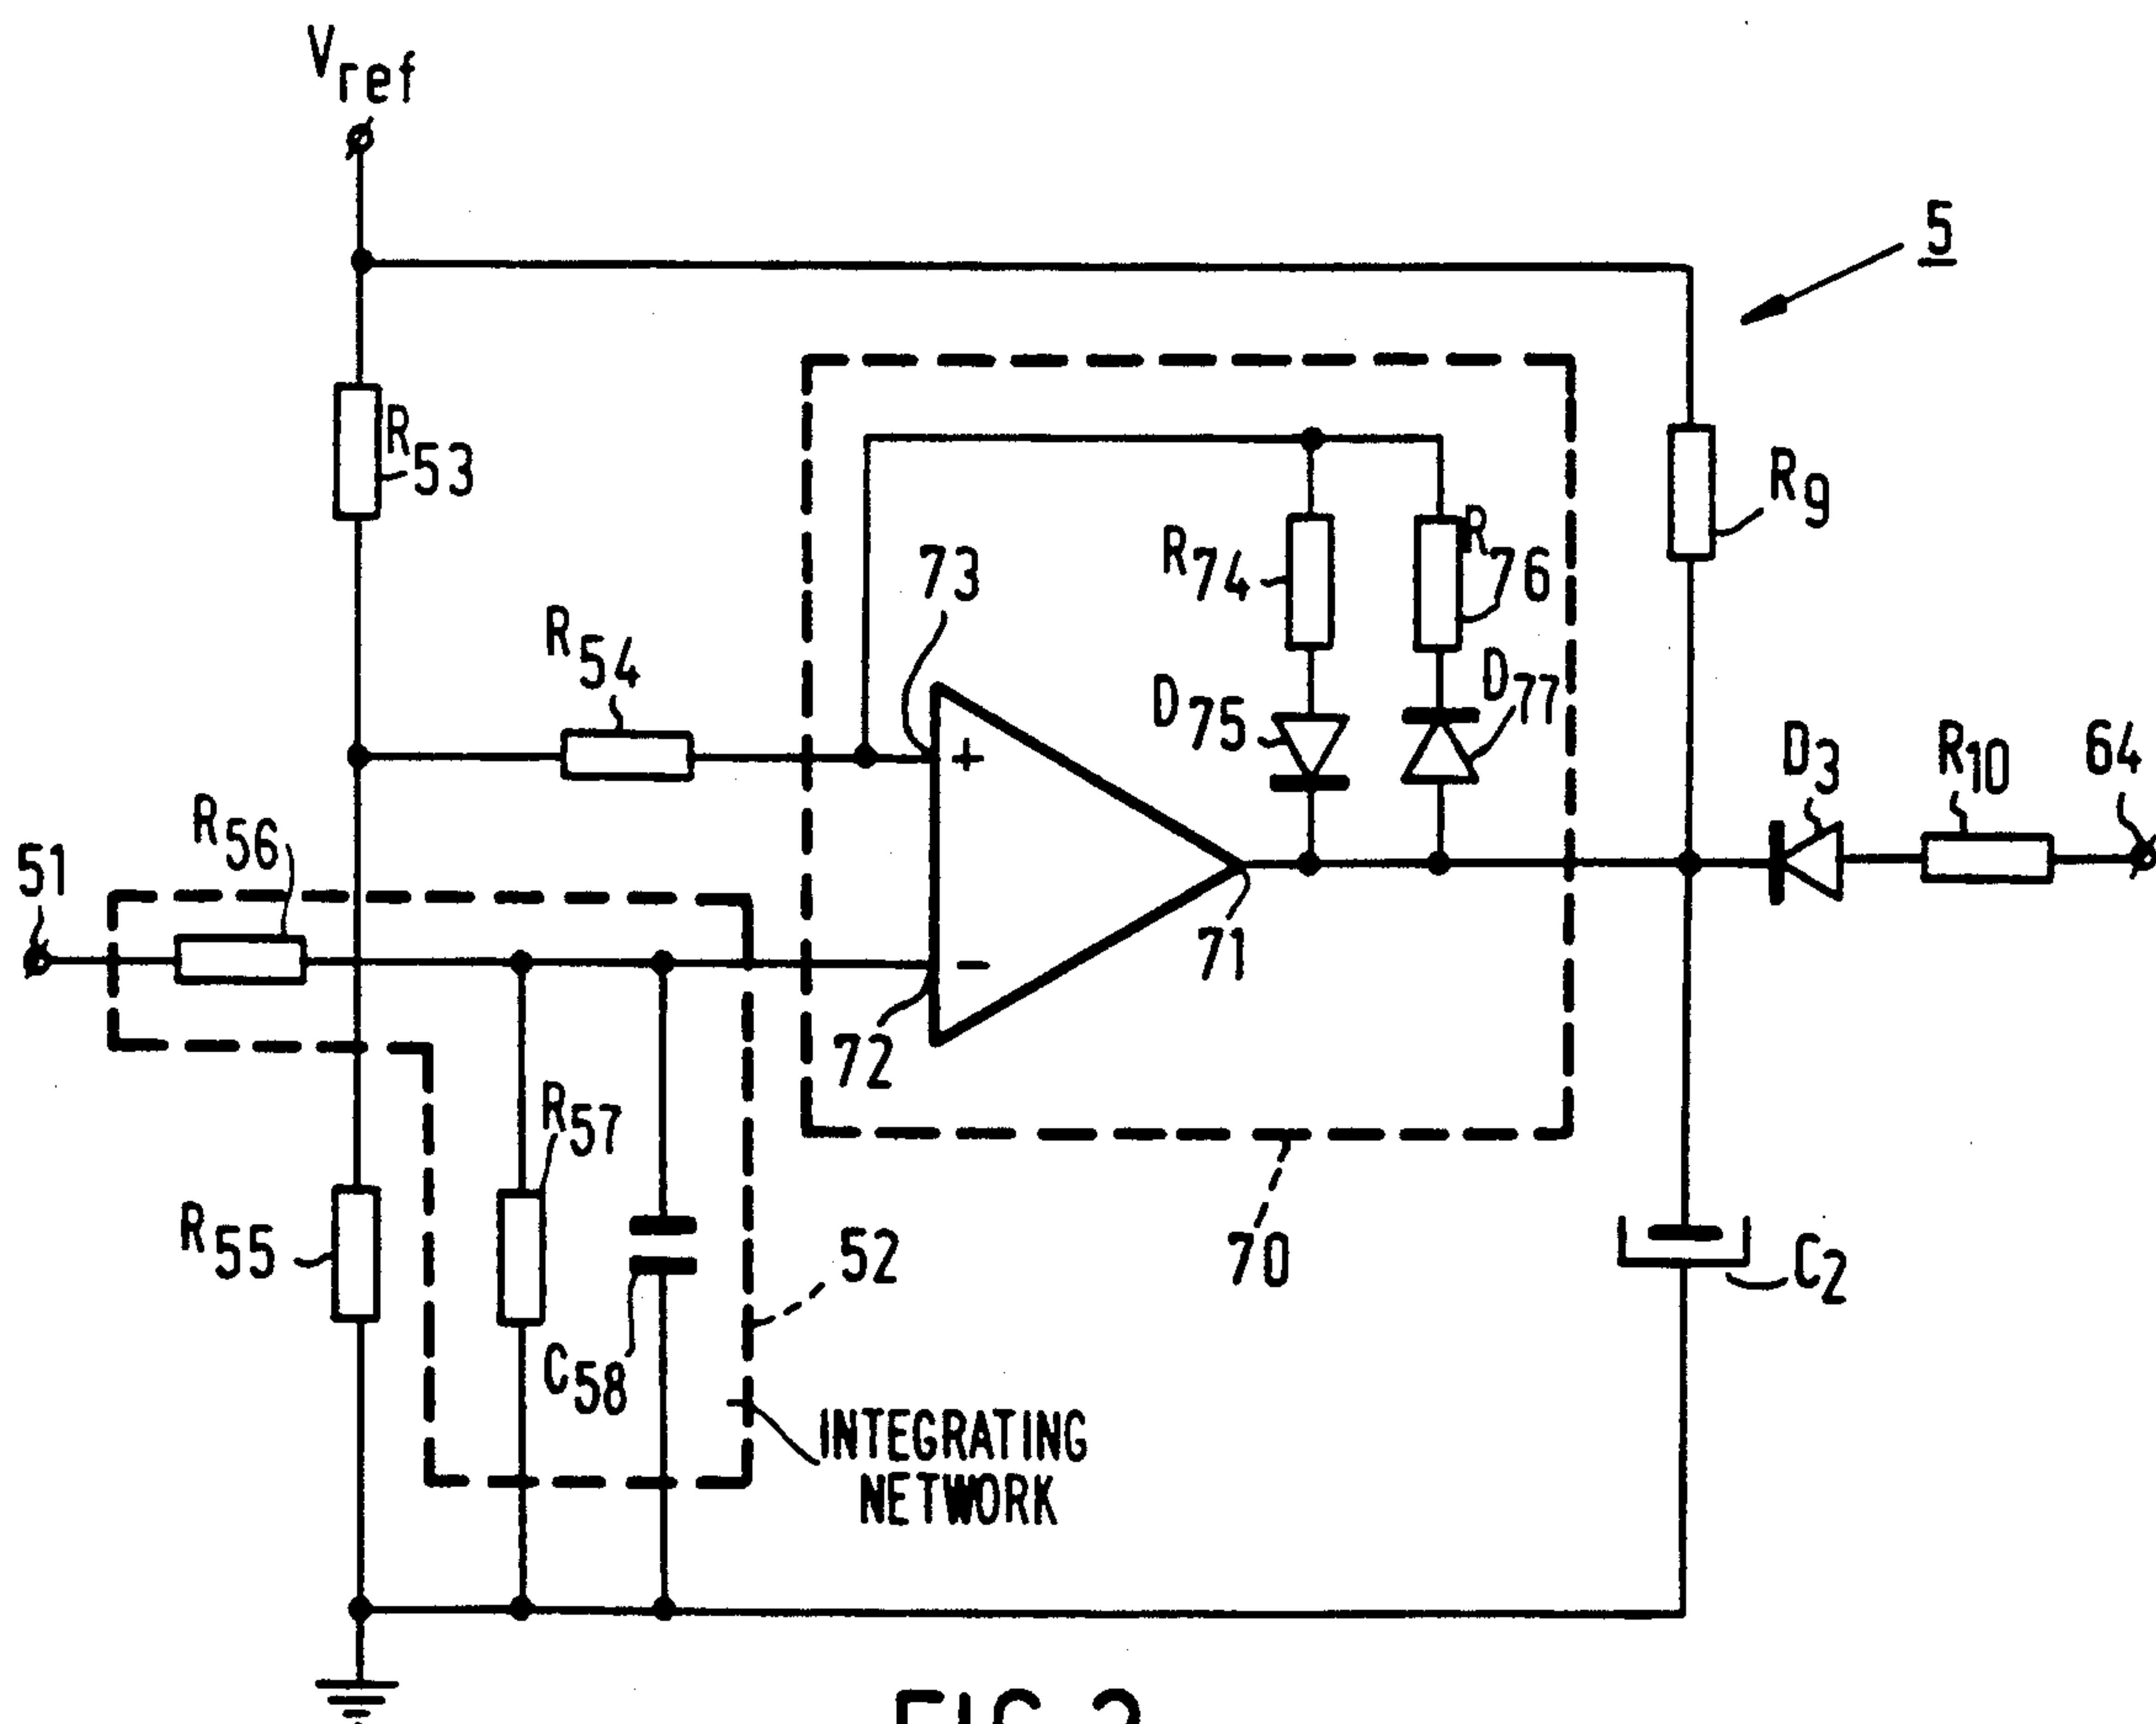 Vref
5
R53
R9
R74
R76
73
R54
D75
D77
D3
R10
64
R56
51
+
−
71
72
R57
R55
52
70
C2
C58
INTEGRATING
NETWORK